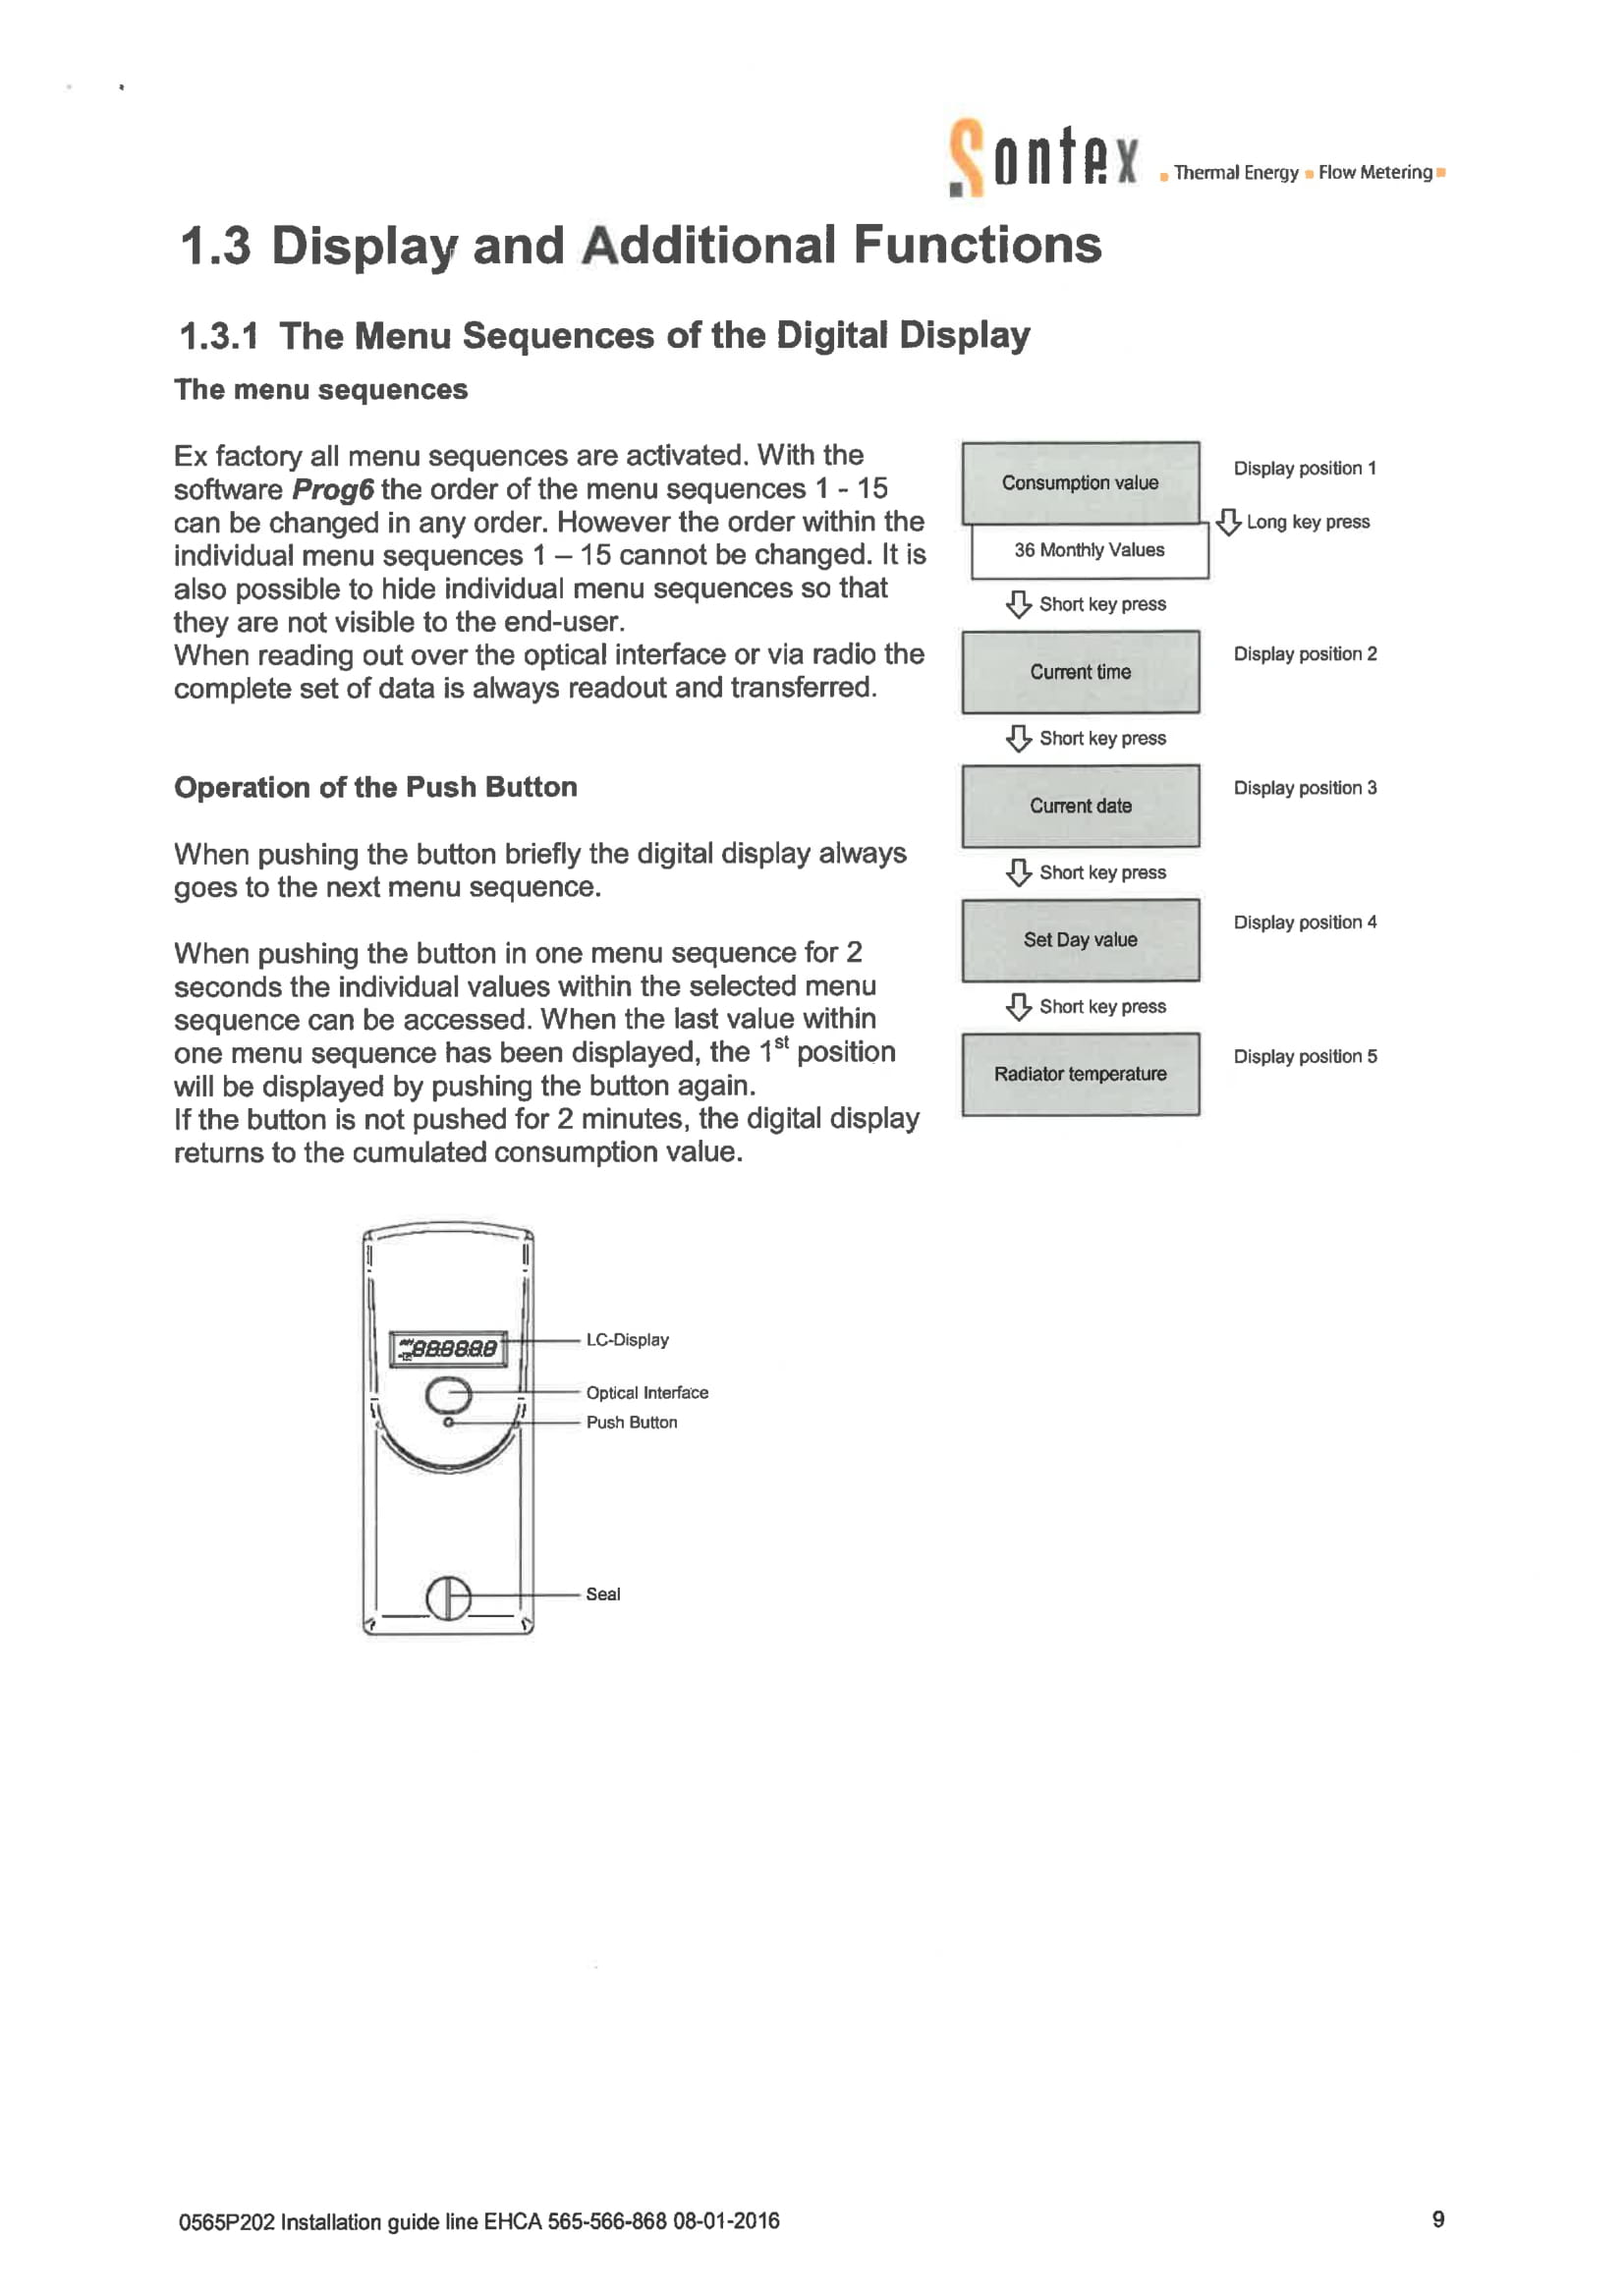 Sontex
Thermal Energy Flow Metering
1.3 Display and Additional Functions
1.3.1 The Menu Sequences of the Digital Display
The menu sequences
Ex factory all menu sequences are activated. With the
software Prog6 the order of the menu sequences 1 - 15
can be changed in any order. However the order within the
individual menu sequences 1 – 15 cannot be changed. It is
also possible to hide individual menu sequences so that
they are not visible to the end-user.
When reading out over the optical interface or via radio the
complete set of data is always readout and transferred.
Operation of the Push Button
When pushing the button briefly the digital display always
goes to the next menu sequence.
When pushing the button in one menu sequence for 2
seconds the individual values within the selected menu
sequence can be accessed. When the last value within
one menu sequence has been displayed, the 1st position
will be displayed by pushing the button again.
If the button is not pushed for 2 minutes, the digital display
returns to the cumulated consumption value.
Consumption value
Display position 1
Long key press
36 Monthly Values
Short key press
Current time
Display position 2
Short key press
Current date
Display position 3
Short key press
Set Day value
Display position 4
Short key press
Radiator temperature
Display position 5
888888
LC-Display
Optical Interface
Push Button
Seal
0565P202 Installation guide line EHCA 565-566-868 08-01-2016
9